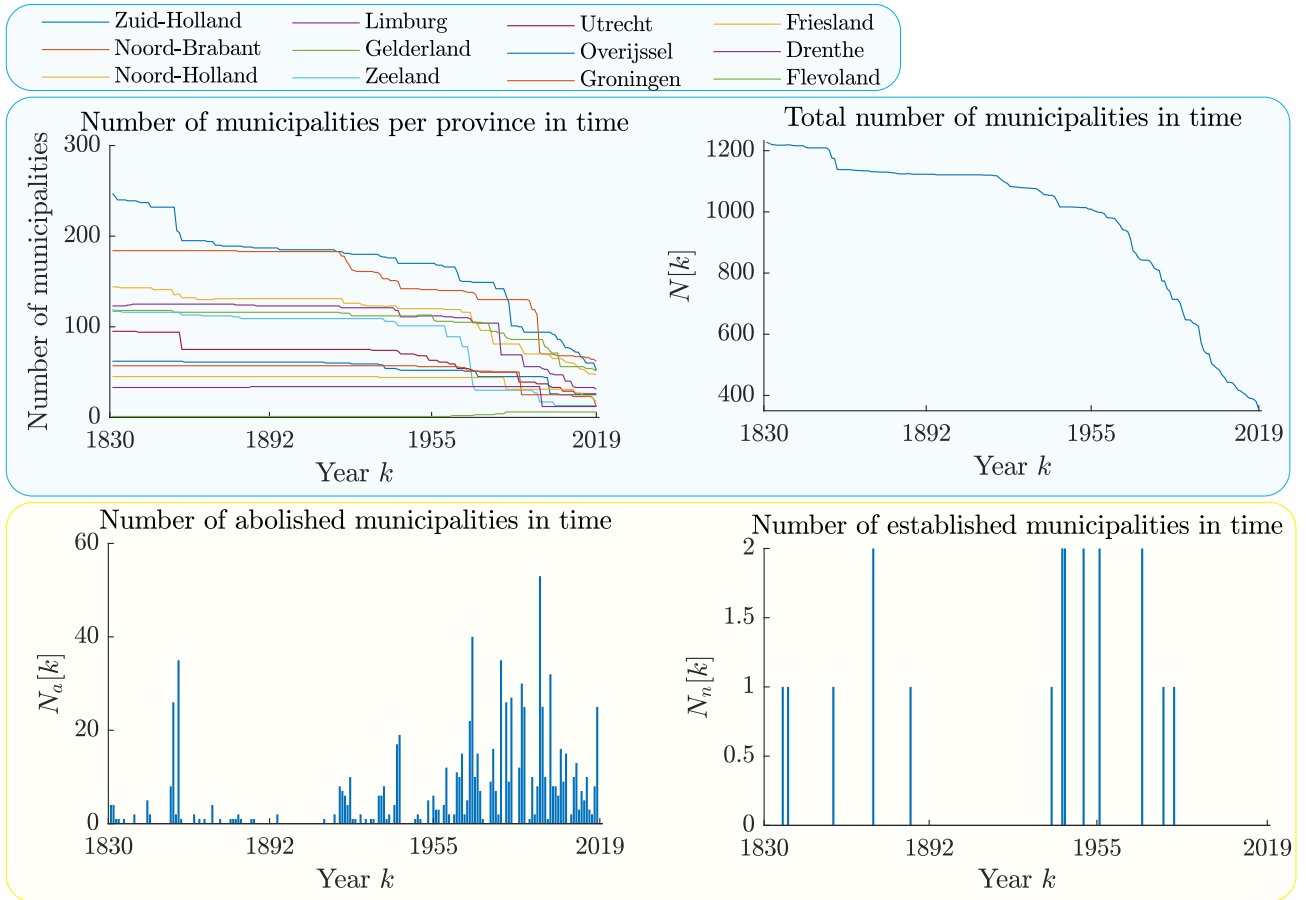 Zuid-Holland Limburg Utrecht Friesland
Noord-Brabant Gelderland Overijssel Drenthe
Noord-Holland Zeeland Groningen Flevoland
Number of municipalities per province in time
Number of municipalities
300
200
100
0
1830 1892 1955 2019
Year k
Total number of municipalities in time
N[k]
1200
1000
800
600
400
1830 1892 1955 2019
Year k
Number of abolished municipalities in time
N_a[k]
60
40
20
0
1830 1892 1955 2019
Year k
Number of established municipalities in time
N_n[k]
2
1.5
1
0.5
0
1830 1892 1955 2019
Year k